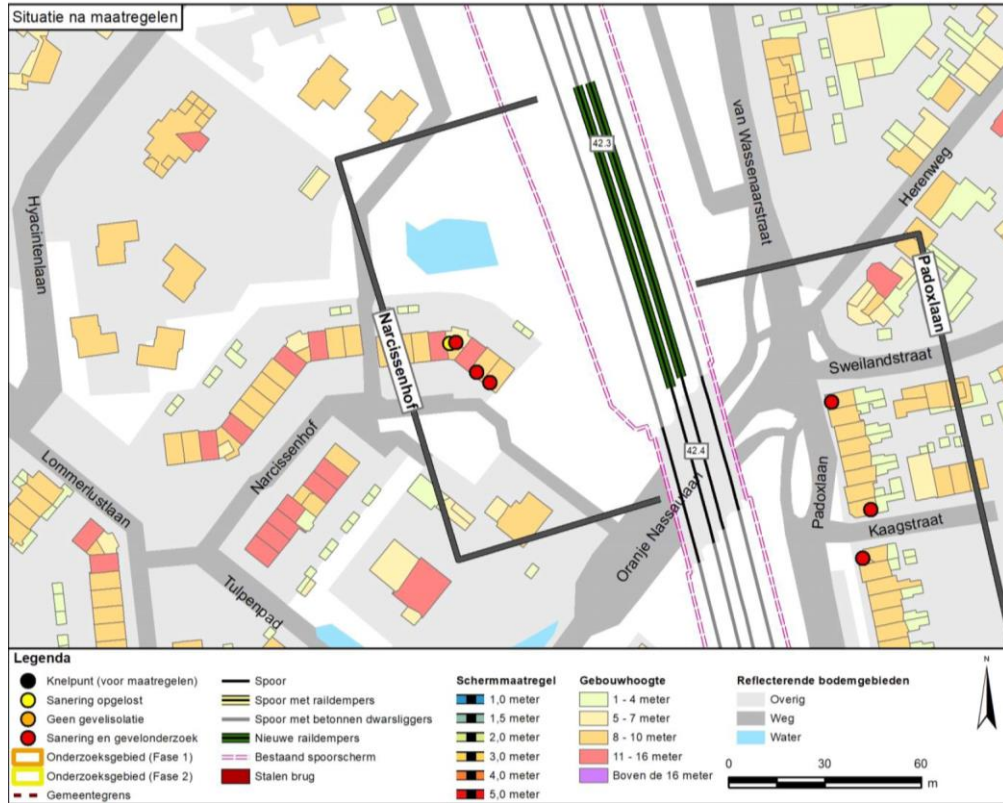 Situatie na maatregelen
42.3
van Wassenaarstraat
Herenweg
Hyacintenlaan
Narcissenhof
Padoxlaan
Sweilandstraat
Lommerlustlaan
Narcissenhof
42.4
Padoxlaan
Oranje Nassaulaan
Kaagstraat
Tulpenpad
Legenda
Knelpunt (voor maatregelen)
Sanering opgelost
Geen gevelisolatie
Sanering en gevelonderzoek
Onderzoeksgebied (Fase 1)
Onderzoeksgebied (Fase 2)
Gemeentegrens
Spoor
Spoor met raildempers
Spoor met betonnen dwarsliggers
Nieuwe raildempers
Bestaand spoorscherm
Stalen brug
Schermmaatregel
1,0 meter
1,5 meter
2,0 meter
3,0 meter
4,0 meter
5,0 meter
Gebouwhoogte
1 - 4 meter
5 - 7 meter
8 - 10 meter
11 - 16 meter
Boven de 16 meter
Reflecterende bodemgebieden
Overig
Weg
Water
N
0 30 60
m